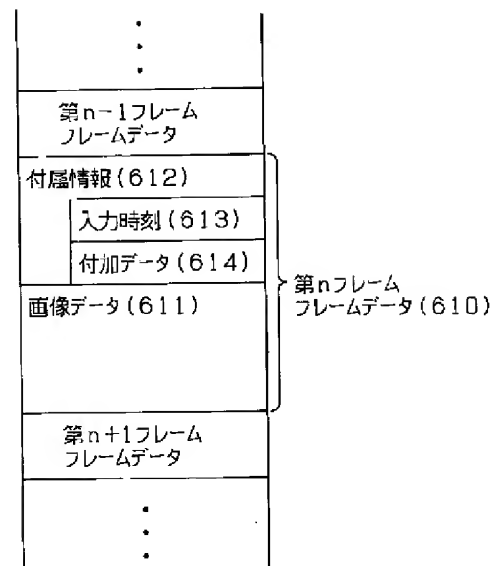 第n-1フレーム
フレームデータ
付属情報(612)
入力時刻(613)
付加データ(614)
画像データ(611)
第nフレーム
フレームデータ(610)
第n+1フレーム
フレームデータ